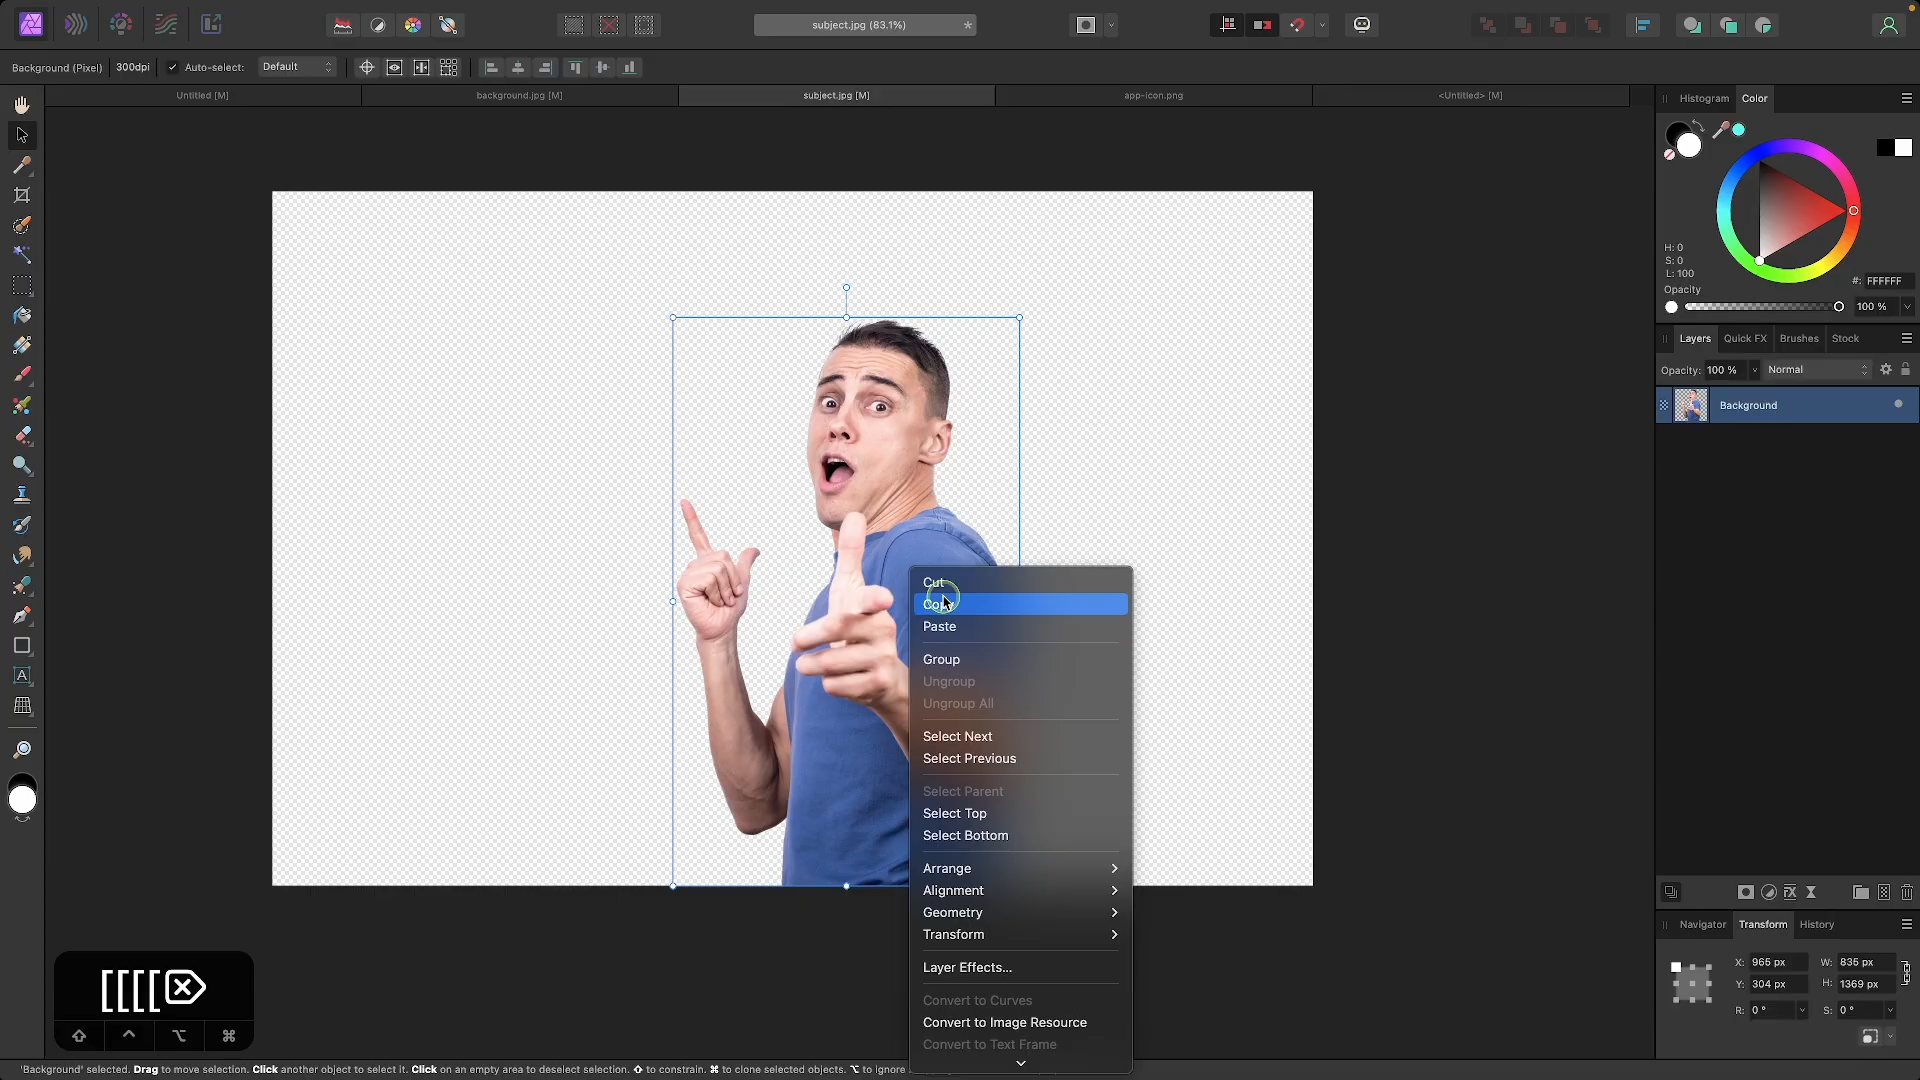 subject.jpg (83.1%)
*
Background (Pixel)
300dpi
Auto-select:
Default
Untitled [M]
background.jpg [M]
subject.jpg [M]
app-icon.png
<Untitled> [M]
Histogram
Color
H: 0
S: 0
L: 100
#: FFFFFF
Opacity
100 %
Layers
Quick FX
Brushes
Stock
Opacity: 100 %
Normal
Background
Cut
Copy
Paste
Group
Ungroup
Ungroup All
Select Next
Select Previous
Select Parent
Select Top
Select Bottom
Arrange
Alignment
Geometry
Transform
Layer Effects...
Convert to Curves
Convert to Image Resource
Convert to Text Frame
Navigator
Transform
History
X: 965 px
W: 835 px
Y: 304 px
H: 1369 px
R: 0 °
S: 0 °
[[[[⌦
⇧ ⌃ ⌥ ⌘
'Background' selected. Drag to move selection. Click another object to select it. Click on an empty area to deselect selection. ⇧ to constrain. ⌘ to clone selected objects. ⌥ to ignore